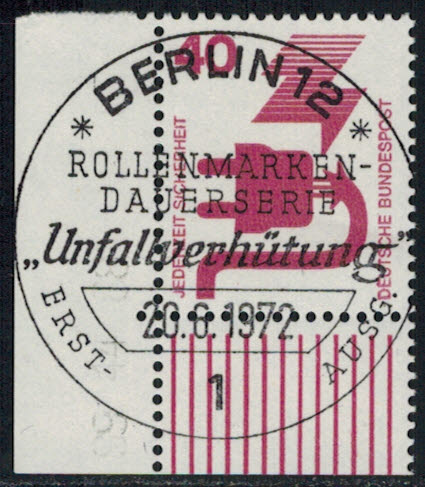 40
BERLIN 12
* *
ROLLENMARKEN-
DAUERSERIE
„Unfallverhütung"
20.6.1972
ERST- AUSG.
1
JEDERZEIT SICHERHEIT
DEUTSCHE BUNDESPOST